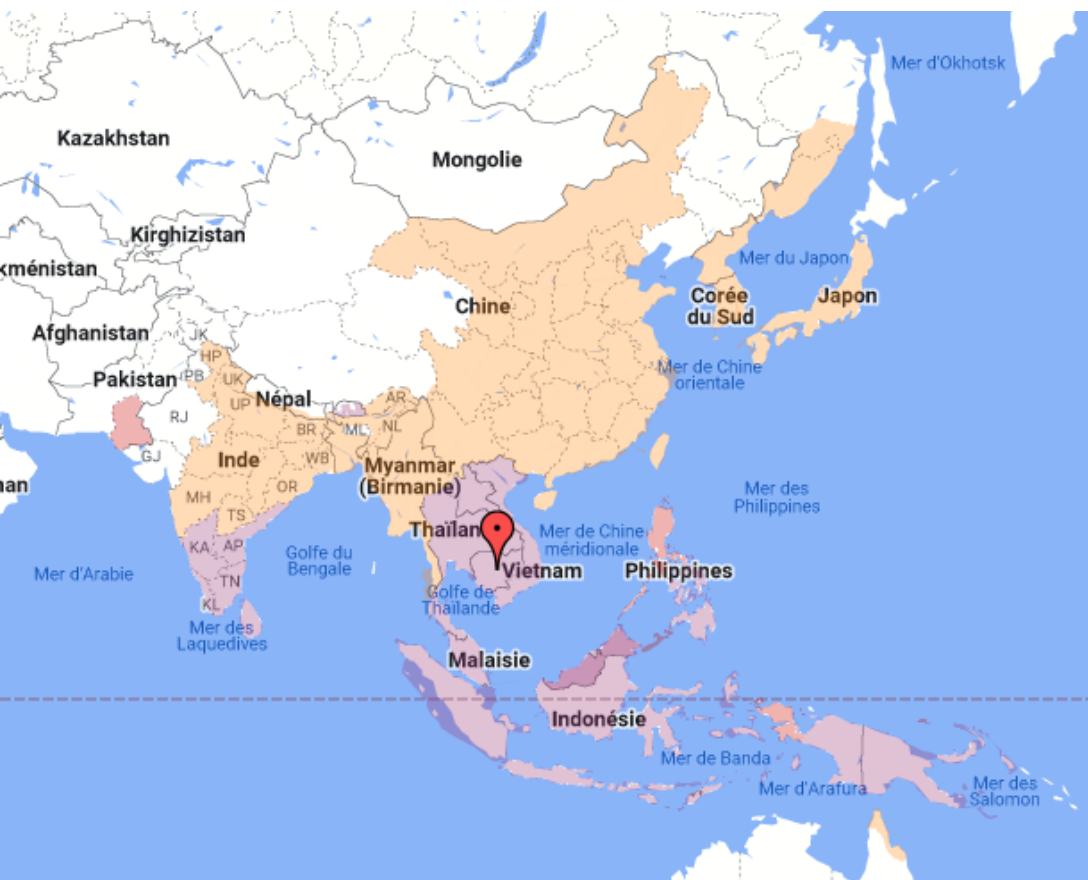 Mer d'Okhotsk
Kazakhstan
Mongolie
Kirghizistan
kménistan
Mer du Japon
Chine
Corée
du Sud
Japon
Afghanistan
JK
HP
Mer de Chine
orientale
Pakistan
PB
UK
Népal
UP
AR
RJ
BR
ML
NL
GJ
Inde
WB
Myanmar
(Birmanie)
MH
OR
Mer des
Philippines
TS
Thaïlan
Mer de Chine
méridionale
KA
AP
Golfe du
Bengale
Mer d'Arabie
TN
Vietnam
Philippines
Golfe de
Thaïlande
KL
Mer des
Laquedives
Malaisie
Indonésie
Mer de Banda
Mer d'Arafura
Mer des
Salomon